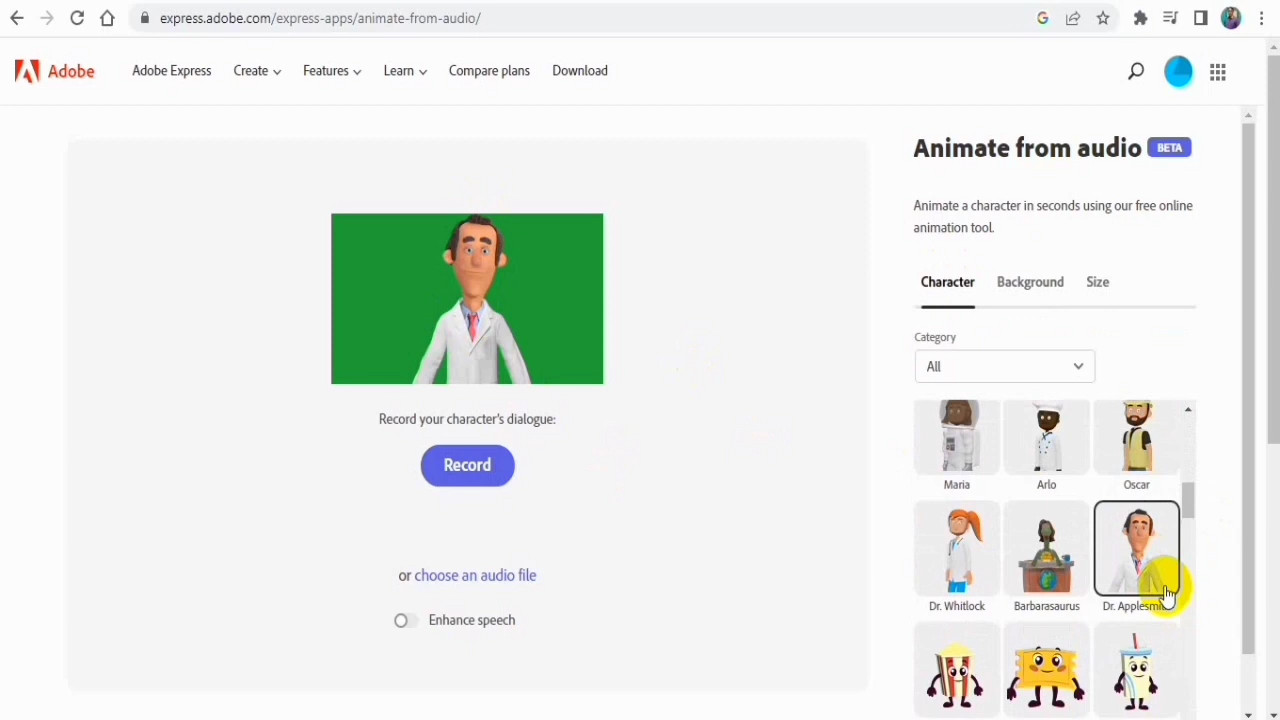 express.adobe.com/express-apps/animate-from-audio/
Adobe
Adobe Express
Create
Features
Learn
Compare plans
Download
Animate from audio BETA
Animate a character in seconds using our free online
animation tool.
Character
Background
Size
Category
All
Record your character's dialogue:
Record
or choose an audio file
Enhance speech
Maria
Arlo
Oscar
Dr. Whitlock
Barbarasaurus
Dr.